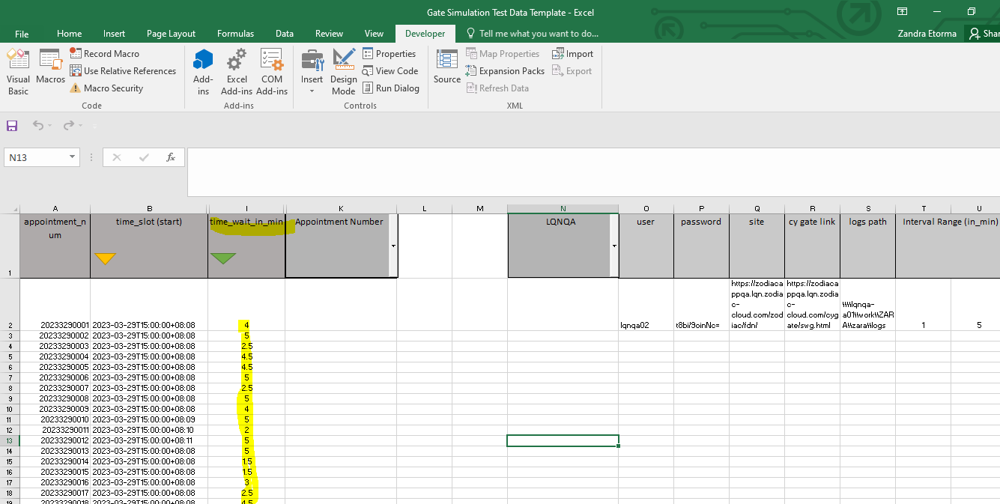 Gate Simulation Test Data Template - Excel
File Home Insert Page Layout Formulas Data Review View Developer Tell me what you want to do... Zandra Etorma Shar
Visual Basic
Macros
Record Macro
Use Relative References
Macro Security
Code
Add-ins
Excel Add-ins
COM Add-ins
Add-ins
Insert
Design Mode
Properties
View Code
Run Dialog
Controls
Source
Map Properties
Expansion Packs
Refresh Data
Import
Export
XML
N13
fx
A B I K L M N O P Q R S T U
1 appointment_num time_slot (start) time_wait_in_min Appointment Number LQNQA user password site cy gate link logs path Interval Range (in_min)
2 20233290001 2023-03-29T15:00:00+08:08 4 lqnqa02 t8bi/9oinNc= https://zodiacappqa.lqn.zodiac-cloud.com/zodiac/fdn/ https://zodiacappqa.lqn.zodiac-cloud.com/cygate/swg.html \\\\lqnqa-a01\\work\\ZARA\\zara\\logs 1 5
3 20233290002 2023-03-29T15:00:00+08:08 5
4 20233290003 2023-03-29T15:00:00+08:08 2.5
5 20233290004 2023-03-29T15:00:00+08:08 4.5
6 20233290005 2023-03-29T15:00:00+08:08 4.5
7 20233290006 2023-03-29T15:00:00+08:08 5
8 20233290007 2023-03-29T15:00:00+08:08 2.5
9 20233290008 2023-03-29T15:00:00+08:08 5
10 20233290009 2023-03-29T15:00:00+08:08 4
11 20233290010 2023-03-29T15:00:00+08:09 5
12 20233290011 2023-03-29T15:00:00+08:10 2
13 20233290012 2023-03-29T15:00:00+08:11 5
14 20233290013 2023-03-29T15:00:00+08:08 5
15 20233290014 2023-03-29T15:00:00+08:08 1.5
16 20233290015 2023-03-29T15:00:00+08:08 1.5
17 20233290016 2023-03-29T15:00:00+08:08 3
18 20233290017 2023-03-29T15:00:00+08:08 2.5
19 20233290018 2023-03-29T15:00:00+08:08 4.5